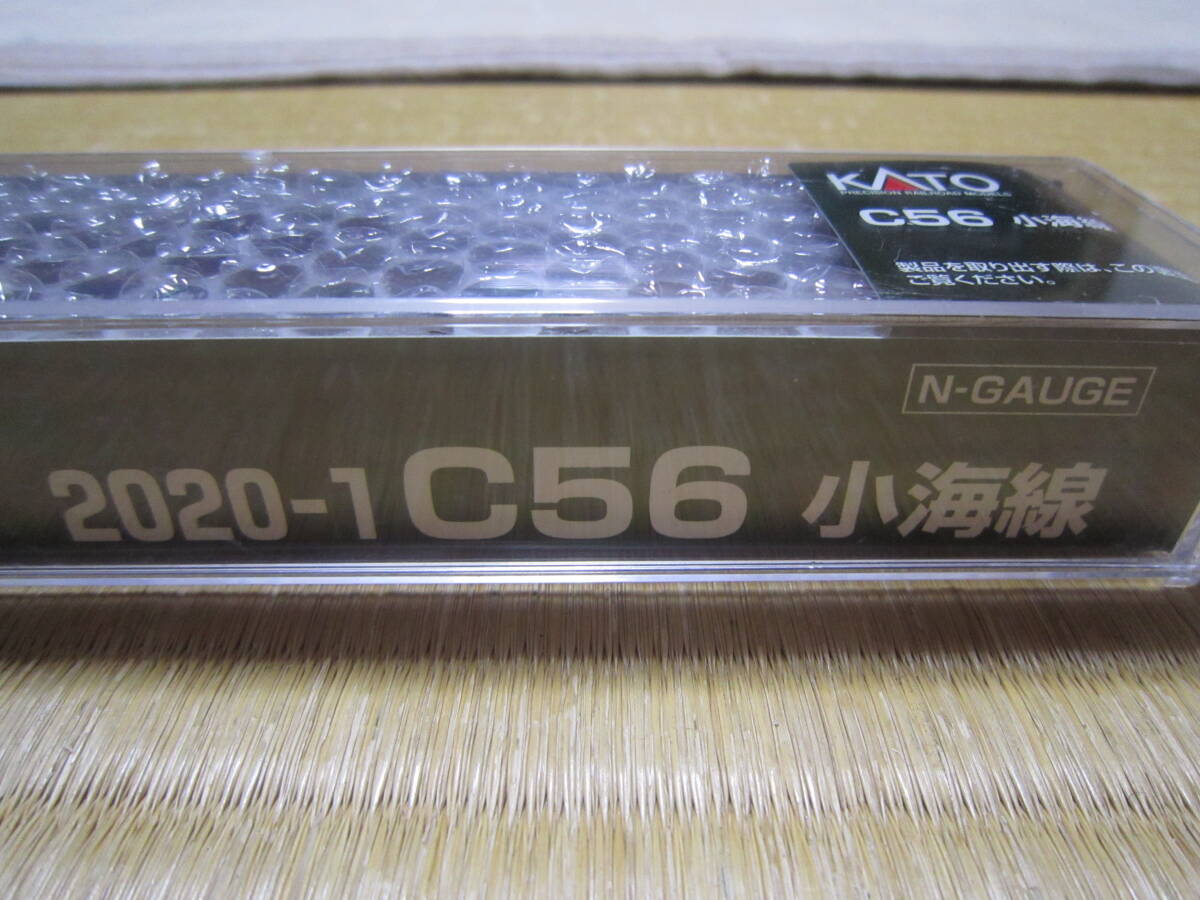 KATO
PRECISION RAILROAD MODELS
C56 小海線
製品を取り出す際は、この
ご覧ください。
N-GAUGE
2020-1 C56 小海線